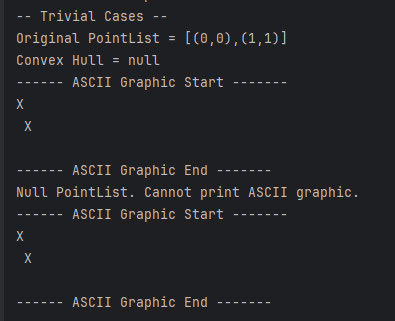 -- Trivial Cases --
Original PointList = [(0,0),(1,1)]
Convex Hull = null
------ ASCII Graphic Start -------
X
 X
------ ASCII Graphic End -------
Null PointList. Cannot print ASCII graphic.
------ ASCII Graphic Start -------
X
 X
------ ASCII Graphic End -------